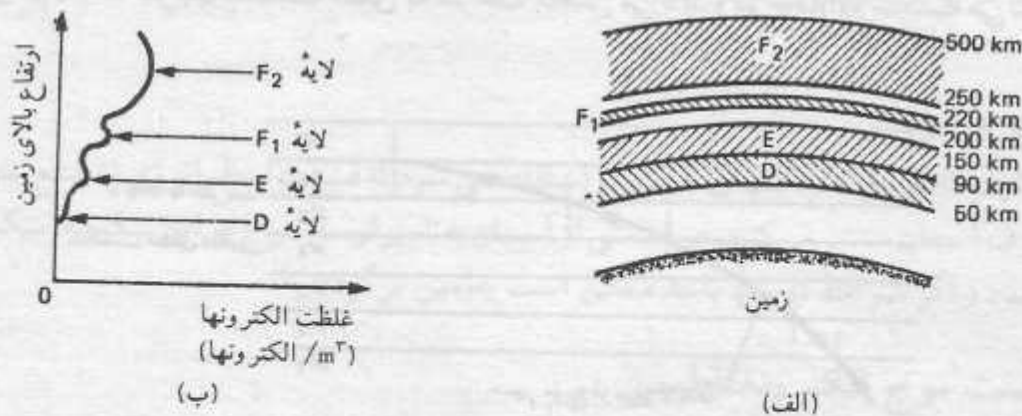 500 km
F₂
250 km
220 km
F₁
200 km
E
150 km
D
90 km
50 km
زمین
(الف)
ارتفاع بالای زمین
لایهٔ F₂
لایهٔ F₁
لایهٔ E
لایهٔ D
0
غلظت الکترونها
(الکترونها /m³)
(ب)